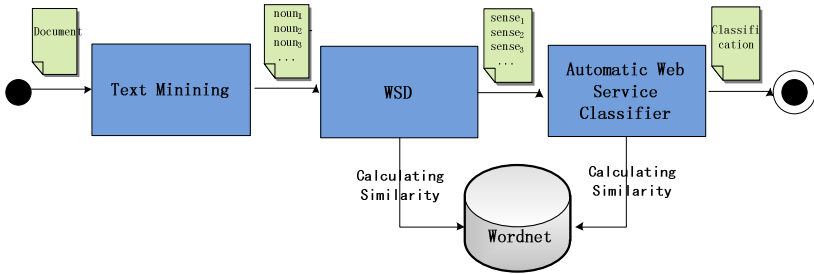 Document
Text Minining
noun₁
noun₂
noun₃
...
WSD
sense₁
sense₂
sense₃
...
Automatic Web
Service
Classifier
Classifi
cation
Calculating
Similarity
Calculating
Similarity
Wordnet